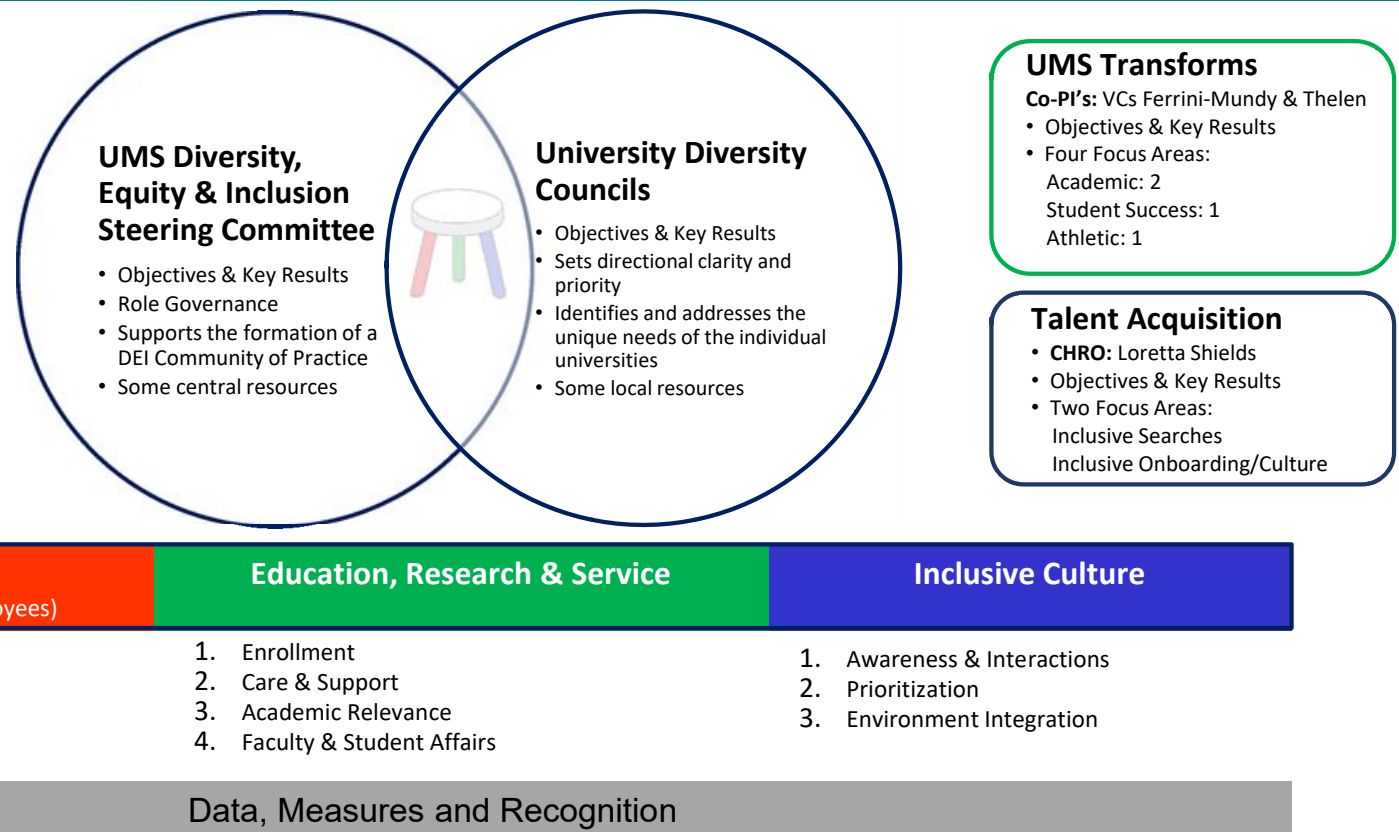 UMS Diversity,
Equity & Inclusion
Steering Committee
• Objectives & Key Results
• Role Governance
• Supports the formation of a
DEI Community of Practice
• Some central resources
University Diversity
Councils
• Objectives & Key Results
• Sets directional clarity and
priority
• Identifies and addresses the
unique needs of the individual
universities
• Some local resources
UMS Transforms
Co-PI's: VCs Ferrini-Mundy & Thelen
• Objectives & Key Results
• Four Focus Areas:
Academic: 2
Student Success: 1
Athletic: 1
Talent Acquisition
• CHRO: Loretta Shields
• Objectives & Key Results
• Two Focus Areas:
Inclusive Searches
Inclusive Onboarding/Culture
oyees)
Education, Research & Service
1. Enrollment
2. Care & Support
3. Academic Relevance
4. Faculty & Student Affairs
Inclusive Culture
1. Awareness & Interactions
2. Prioritization
3. Environment Integration
Data, Measures and Recognition